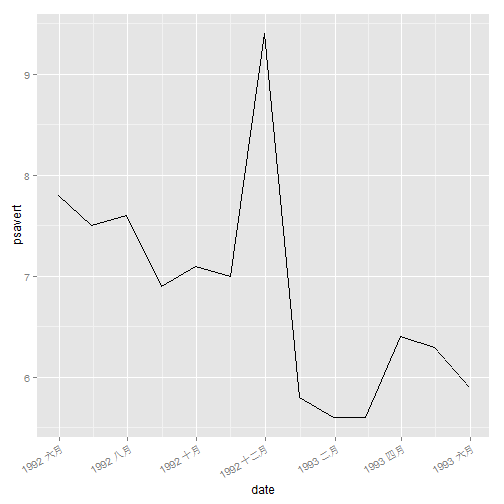 9
8
7
6
psavert
1992 六月
1992 八月
1992 十月
1992 十二月
1993 二月
1993 四月
1993 六月
date